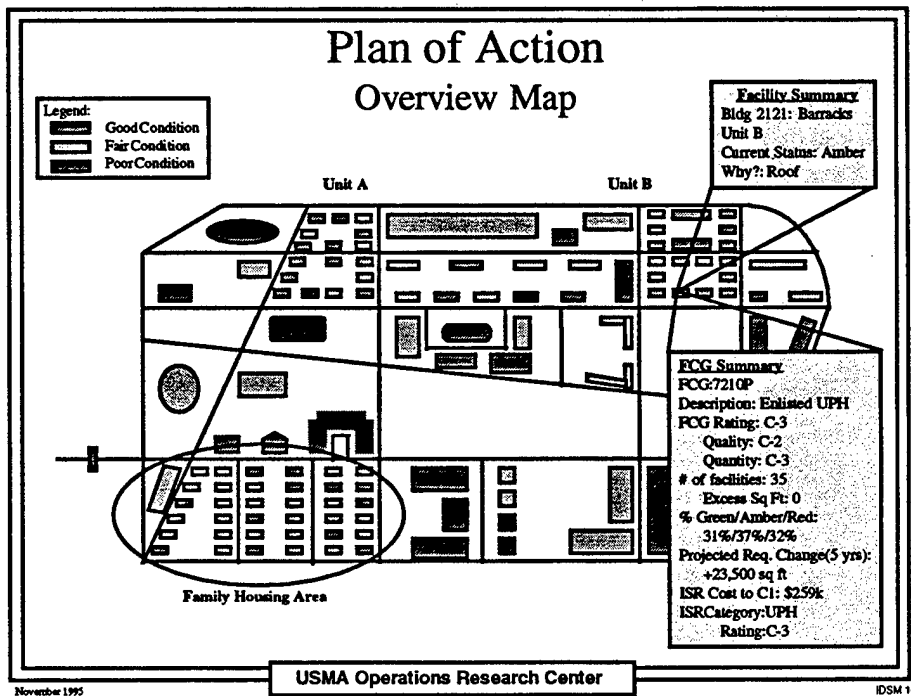 Plan of Action
Overview Map
Legend:
Good Condition
Fair Condition
Poor Condition
Facility Summary
Bldg 2121: Barracks
Unit B
Current Status: Amber
Why?: Roof
Unit A
Unit B
FCG Summary
FCG:7210P
Description: Enlisted UPH
FCG Rating: C-3
Quality: C-2
Quantity: C-3
# of facilities: 35
Excess Sq Ft: 0
% Green/Amber/Red:
31%/37%/32%
Projected Req. Change(5 yrs):
+23,500 sq ft
ISR Cost to C1: $259k
ISRCategory:UPH
Rating:C-3
Family Housing Area
USMA Operations Research Center
November 1995
IDSM 1